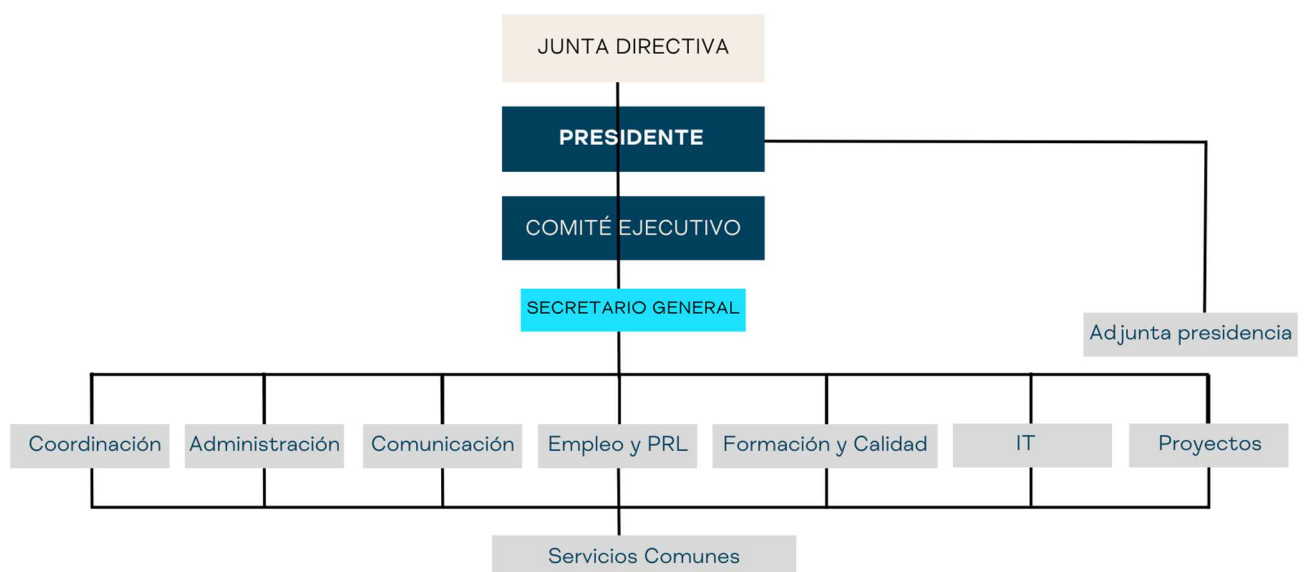 JUNTA DIRECTIVA
PRESIDENTE
COMITÉ EJECUTIVO
SECRETARIO GENERAL
Adjunta presidencia
Coordinación
Administración
Comunicación
Empleo y PRL
Formación y Calidad
IT
Proyectos
Servicios Comunes